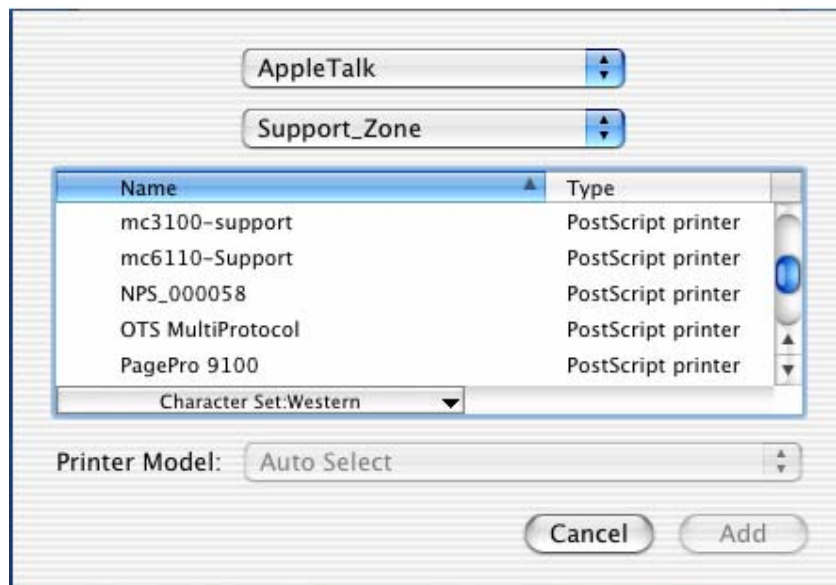 AppleTalk
Support_Zone
Name Type
mc3100-support PostScript printer
mc6110-Support PostScript printer
NPS_000058 PostScript printer
OTS MultiProtocol PostScript printer
PagePro 9100 PostScript printer
Character Set:Western
Printer Model: Auto Select
Cancel Add